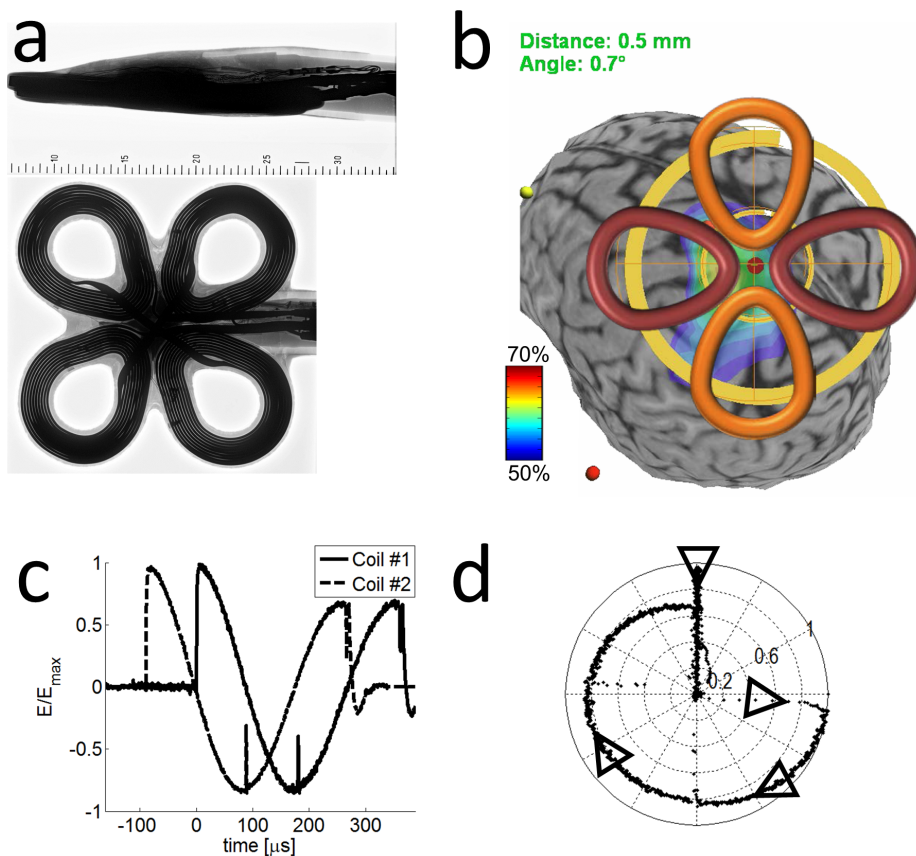 a
10 15 20 25 30
b
Distance: 0.5 mm
Angle: 0.7°
70%
50%
c
Coil #1
Coil #2
E/Emax
1
0.5
0
-0.5
-1
-100 0 100 200 300
time [µs]
d
1
0.6
0.2